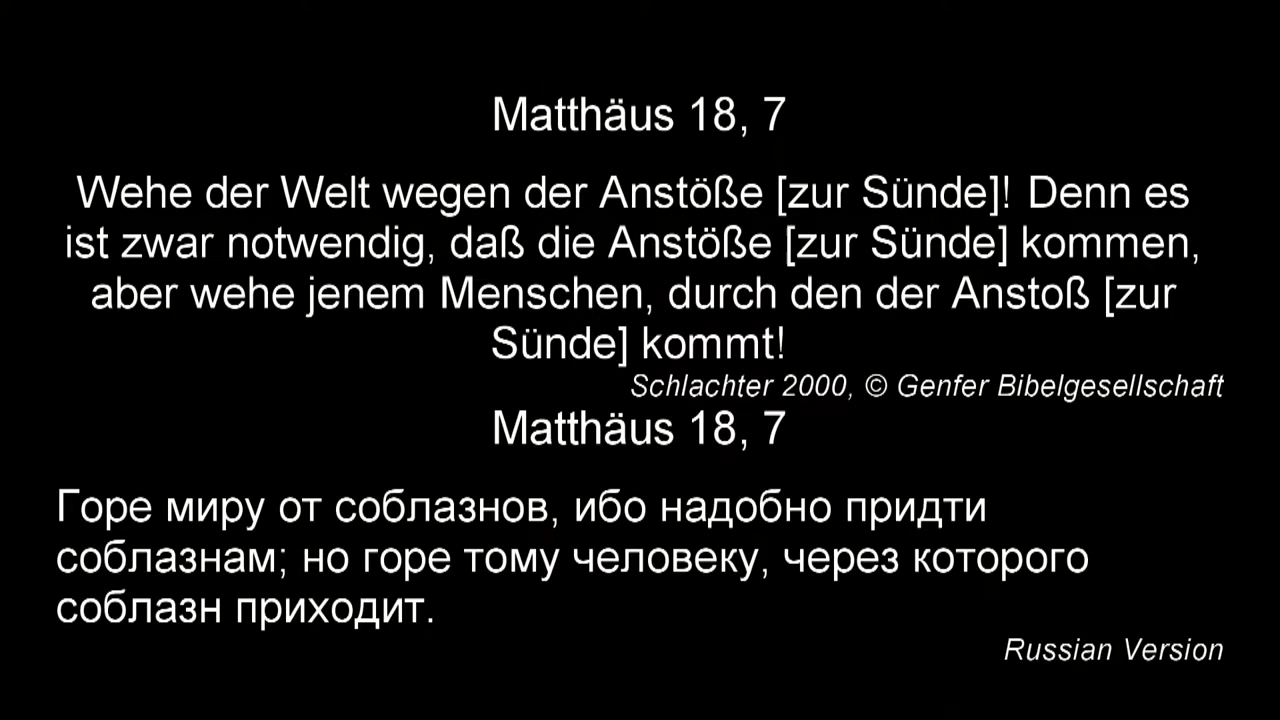 Matthäus 18, 7
Wehe der Welt wegen der Anstöße [zur Sünde]! Denn es
ist zwar notwendig, daß die Anstöße [zur Sünde] kommen,
aber wehe jenem Menschen, durch den der Anstoß [zur
Sünde] kommt!
Schlachter 2000, © Genfer Bibelgesellschaft
Matthäus 18, 7
Горе миру от соблазнов, ибо надобно придти
соблазнам; но горе тому человеку, через которого
соблазн приходит.
Russian Version